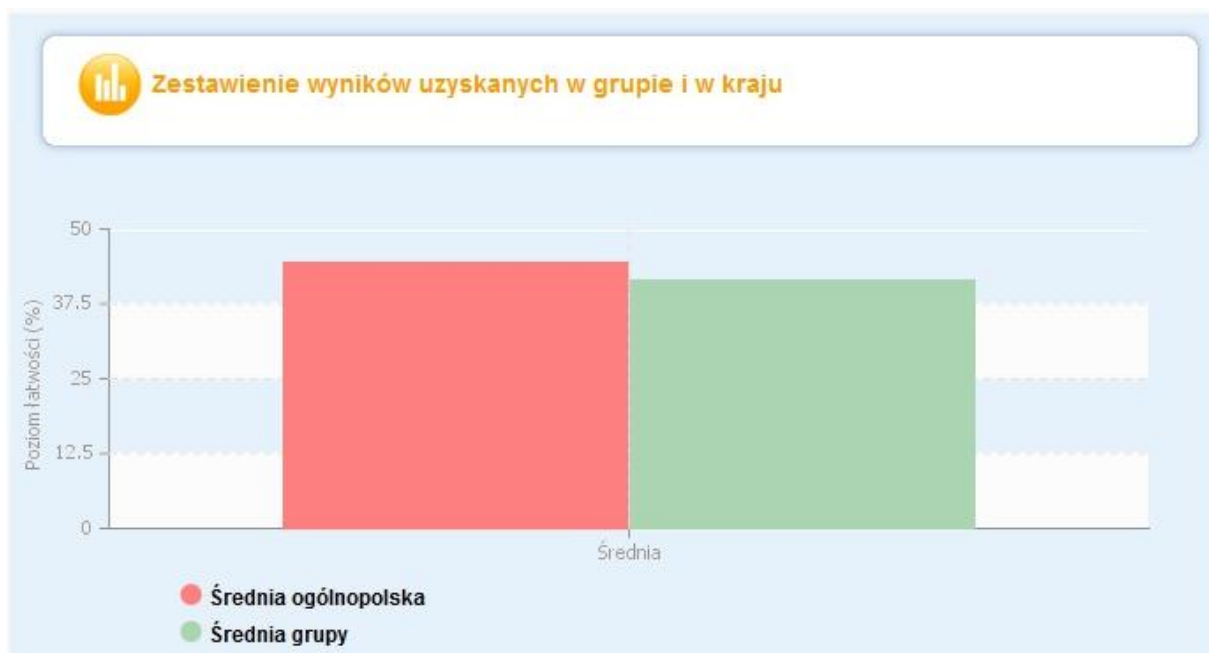 Zestawienie wyników uzyskanych w grupie i w kraju
50
37.5
25
12.5
0
Poziom łatwości (%)
Średnia
Średnia ogólnopolska
Średnia grupy